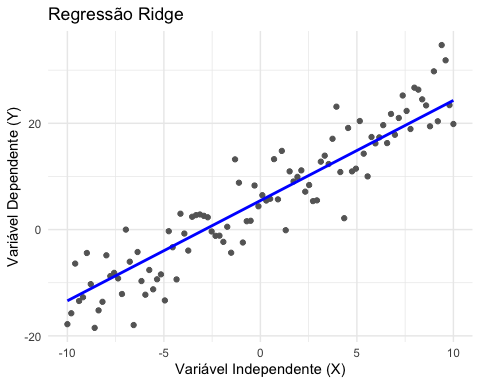 Regressão Ridge
Variável Dependente (Y)
20
0
-20
-10
-5
0
5
10
Variável Independente (X)